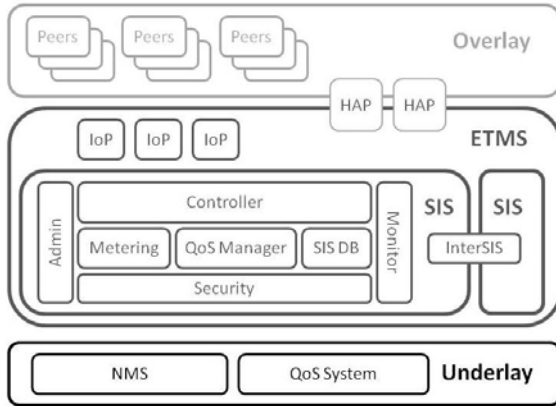 Peers Peers Peers Overlay
HAP HAP
IoP IoP IoP ETMS
Admin Controller Monitor SIS SIS
Metering QoS Manager SIS DB InterSIS
Security
NMS QoS System Underlay